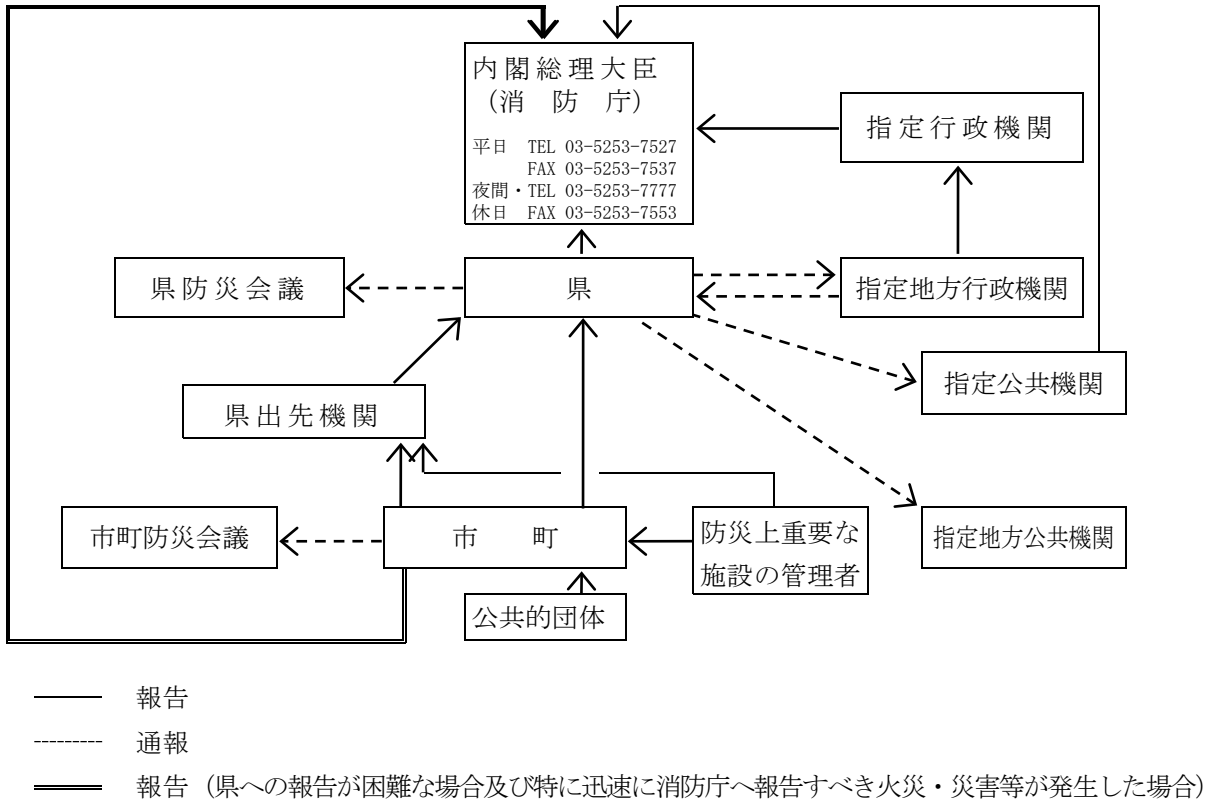 内閣総理大臣
（消　防　庁）
平日　TEL 03-5253-7527
FAX 03-5253-7537
夜間・TEL 03-5253-7777
休日　FAX 03-5253-7553
指定行政機関
県防災会議
県
指定地方行政機関
指定公共機関
県出先機関
市町防災会議
市　　町
防災上重要な
施設の管理者
指定地方公共機関
公共的団体
報告
通報
報告（県への報告が困難な場合及び特に迅速に消防庁へ報告すべき火災・災害等が発生した場合）